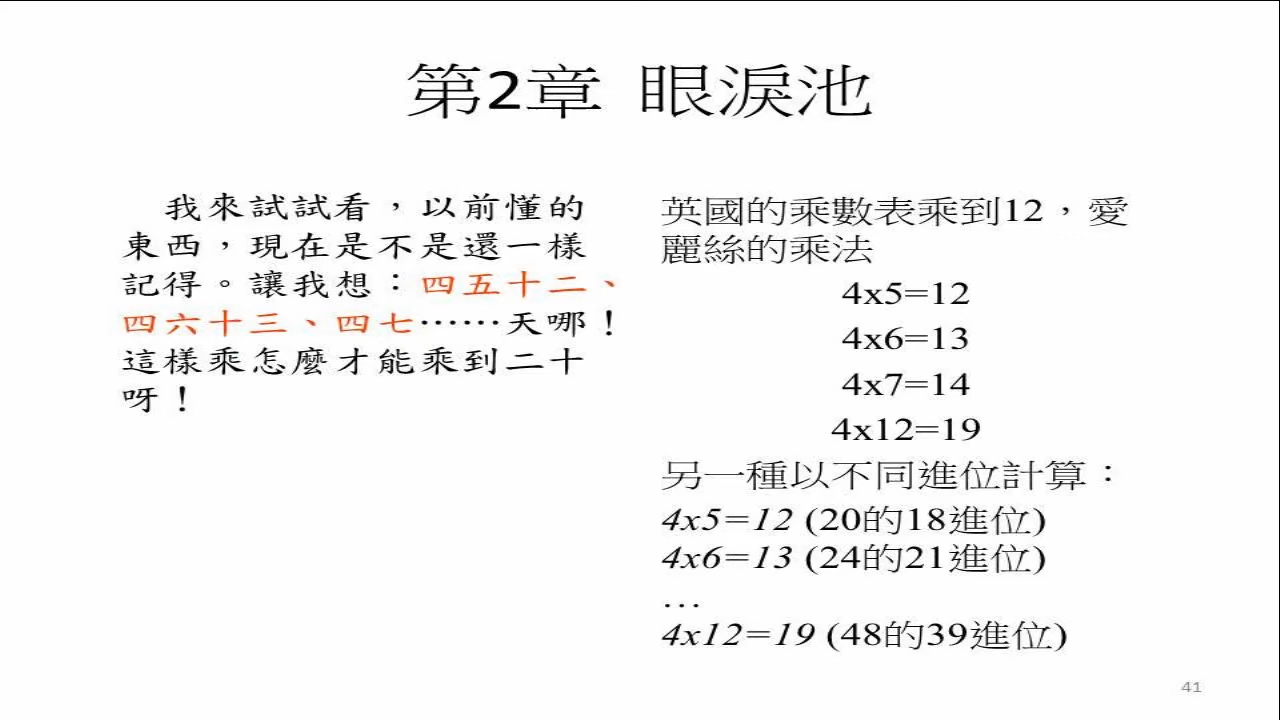 第2章 眼淚池
我來試試看，以前懂的
東西，現在是不是還一樣
記得。讓我想：四五十二、
四六十三、四七……天哪！
這樣乘怎麼才能乘到二十
呀！
英國的乘數表乘到12，愛
麗絲的乘法
4x5=12
4x6=13
4x7=14
4x12=19
另一種以不同進位計算：
4x5=12 (20的18進位)
4x6=13 (24的21進位)
…
4x12=19 (48的39進位)
41